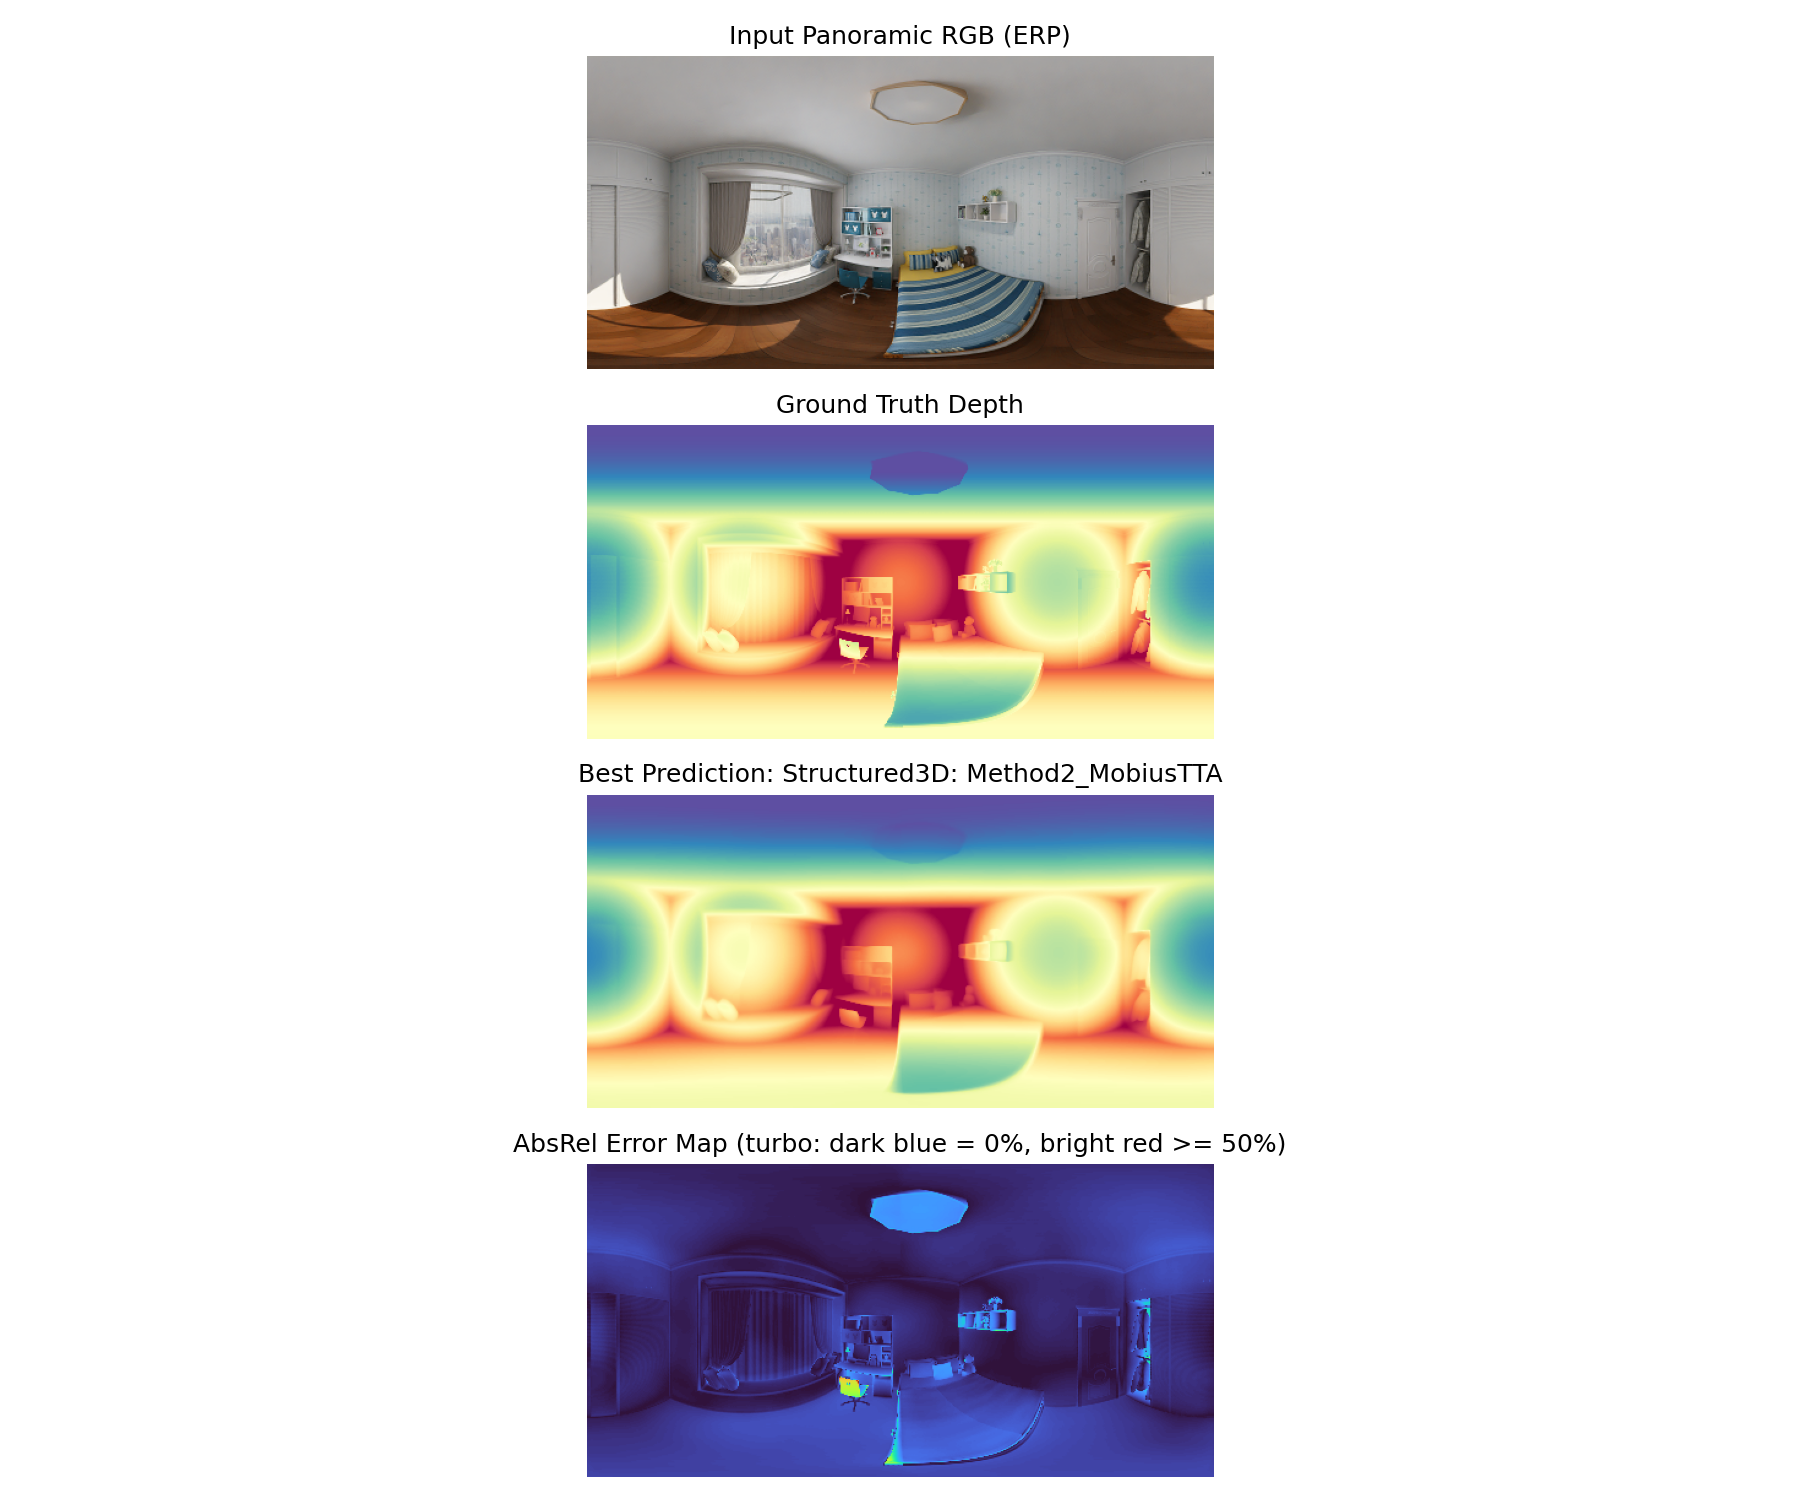 Input Panoramic RGB (ERP)
Ground Truth Depth
Best Prediction: Structured3D: Method2_MobiusTTA
AbsRel Error Map (turbo: dark blue = 0%, bright red >= 50%)